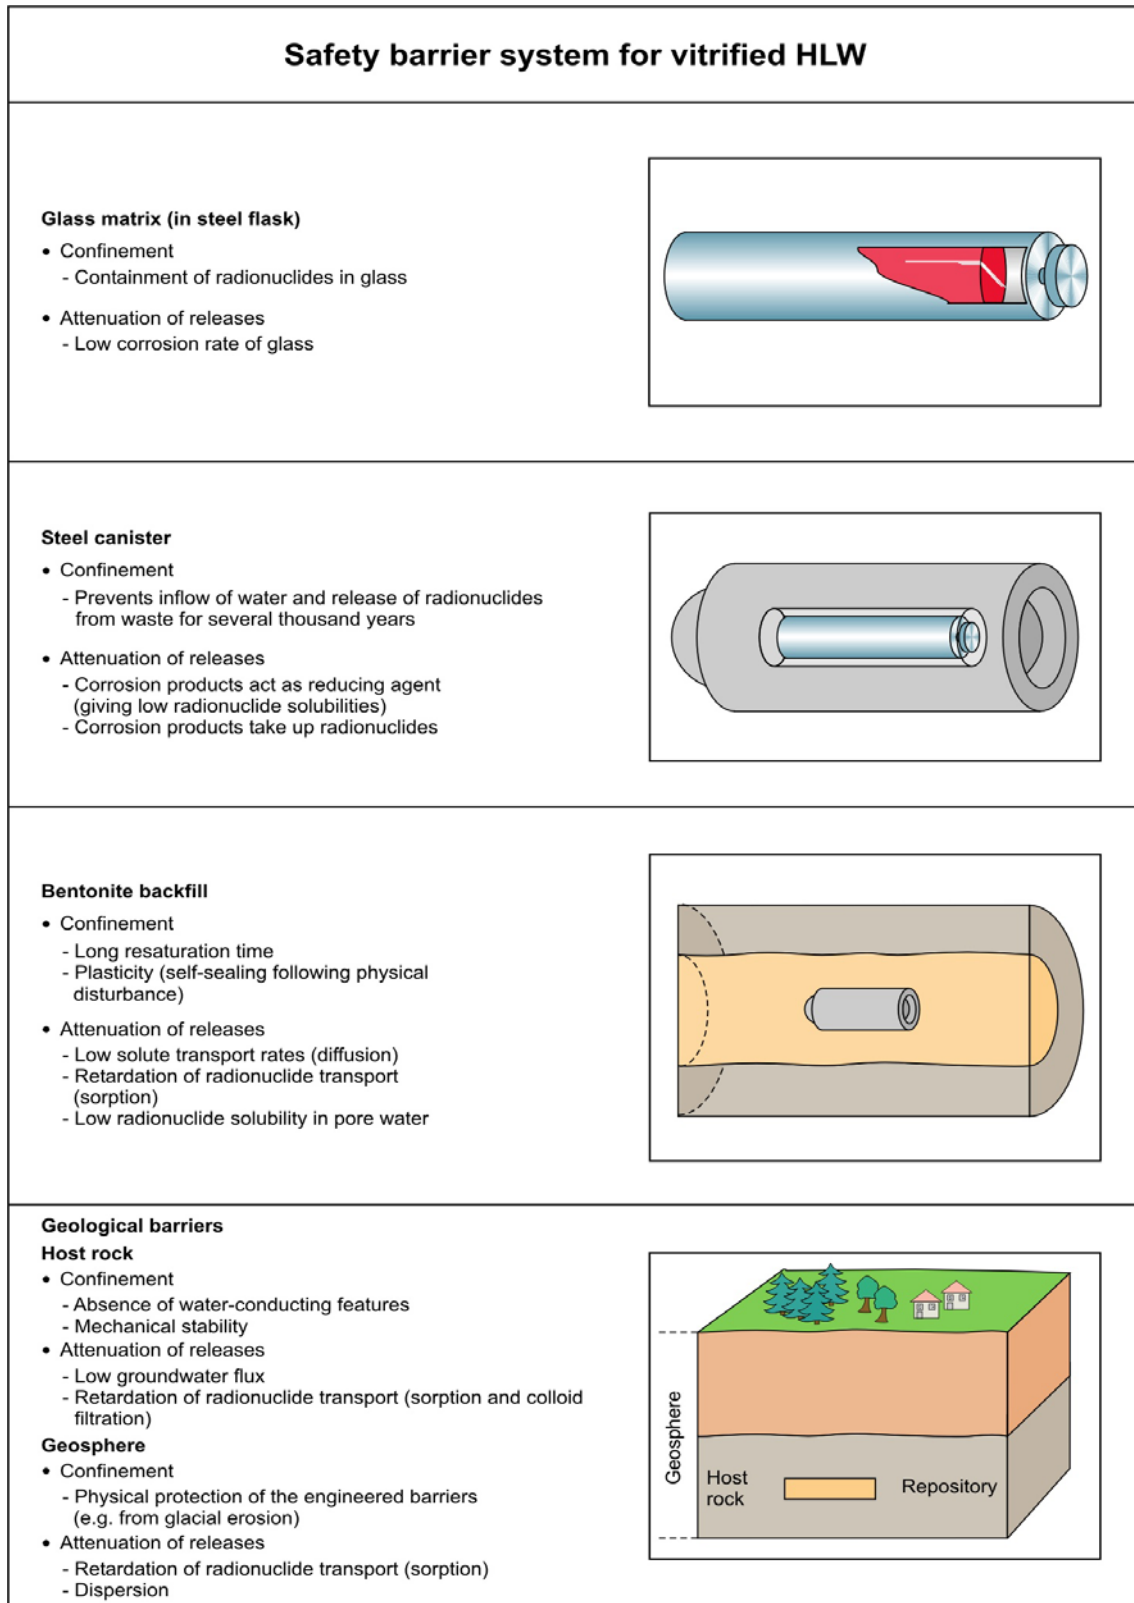 Safety barrier system for vitrified HLW
Glass matrix (in steel flask)
• Confinement
- Containment of radionuclides in glass
• Attenuation of releases
- Low corrosion rate of glass
Steel canister
• Confinement
- Prevents inflow of water and release of radionuclides
from waste for several thousand years
• Attenuation of releases
- Corrosion products act as reducing agent
(giving low radionuclide solubilities)
- Corrosion products take up radionuclides
Bentonite backfill
• Confinement
- Long resaturation time
- Plasticity (self-sealing following physical
disturbance)
• Attenuation of releases
- Low solute transport rates (diffusion)
- Retardation of radionuclide transport
(sorption)
- Low radionuclide solubility in pore water
Geological barriers
Host rock
• Confinement
- Absence of water-conducting features
- Mechanical stability
• Attenuation of releases
- Low groundwater flux
- Retardation of radionuclide transport (sorption and colloid
filtration)
Geosphere
• Confinement
- Physical protection of the engineered barriers
(e.g. from glacial erosion)
• Attenuation of releases
- Retardation of radionuclide transport (sorption)
- Dispersion
Geosphere
Host
rock
Repository